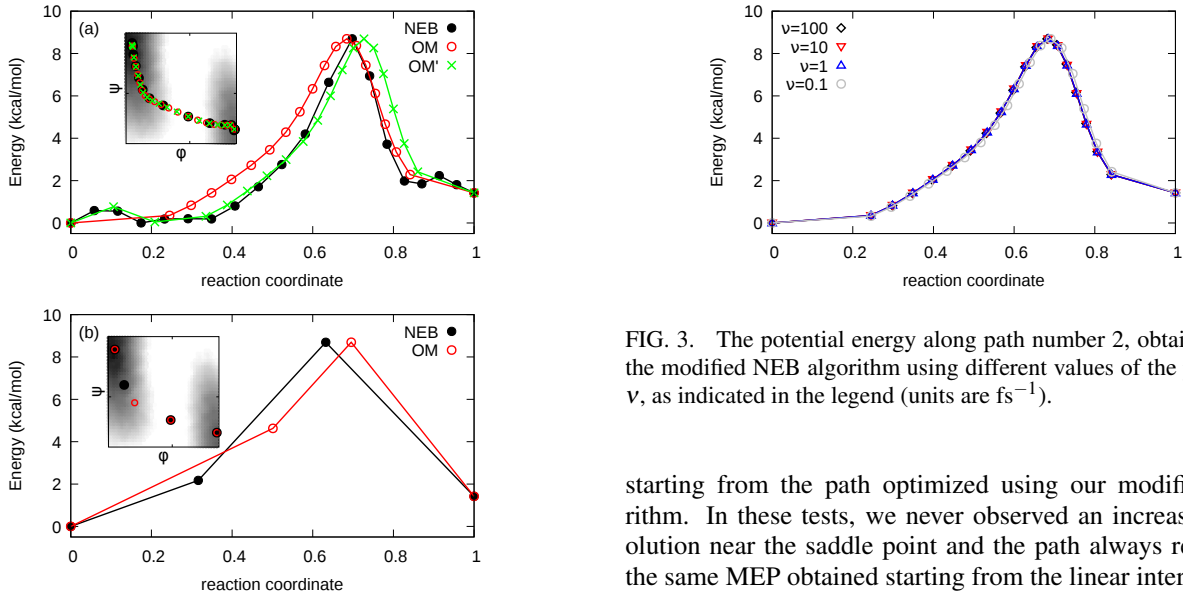 (a)
NEB
OM
OM'
Energy (kcal/mol)
10
8
6
4
2
0
0 0.2 0.4 0.6 0.8 1
reaction coordinate
ψ
φ
(b)
NEB
OM
Energy (kcal/mol)
10
8
6
4
2
0
0 0.2 0.4 0.6 0.8 1
reaction coordinate
ψ
φ
ν=100
ν=10
ν=1
ν=0.1
Energy (kcal/mol)
10
8
6
4
2
0
0 0.2 0.4 0.6 0.8 1
reaction coordinate
FIG. 3. The potential energy along path number 2, obtai
the modified NEB algorithm using different values of the
ν, as indicated in the legend (units are fs⁻¹).
starting from the path optimized using our modifi
rithm. In these tests, we never observed an increas
olution near the saddle point and the path always re
the same MEP obtained starting from the linear inter